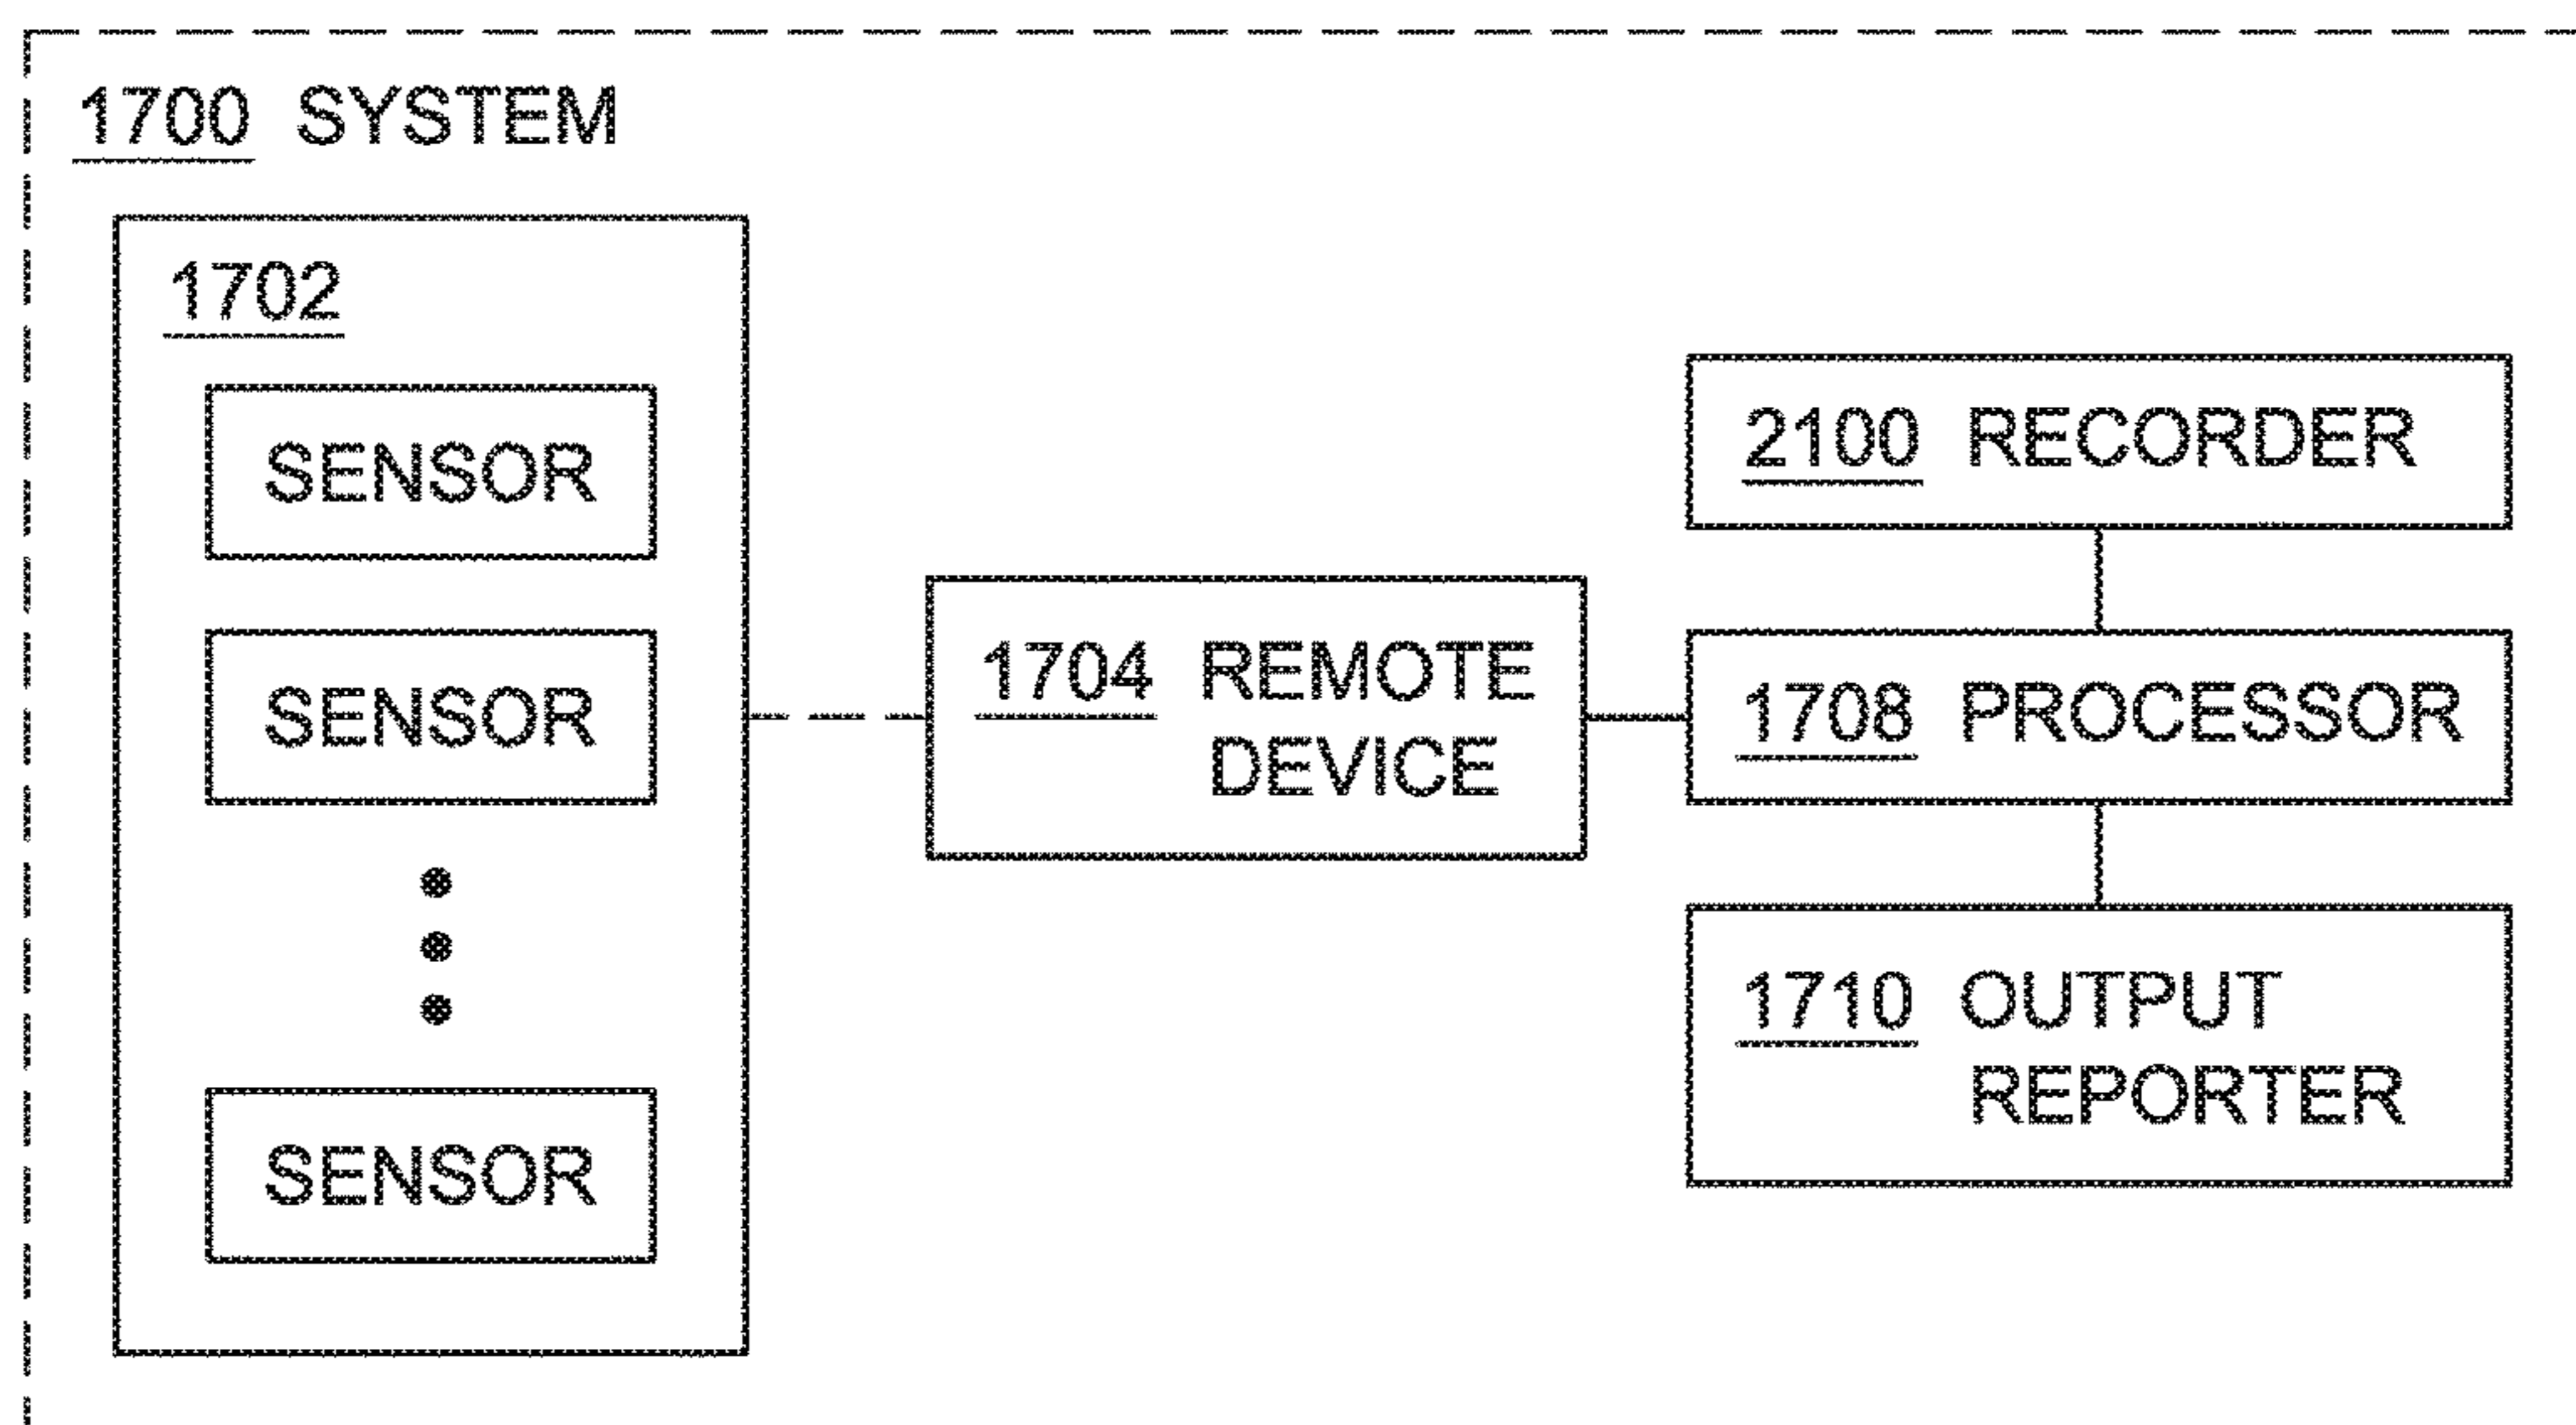 1700 SYSTEM
1702
SENSOR
SENSOR
SENSOR
1704 REMOTE
DEVICE
2100 RECORDER
1708 PROCESSOR
1710 OUTPUT
REPORTER